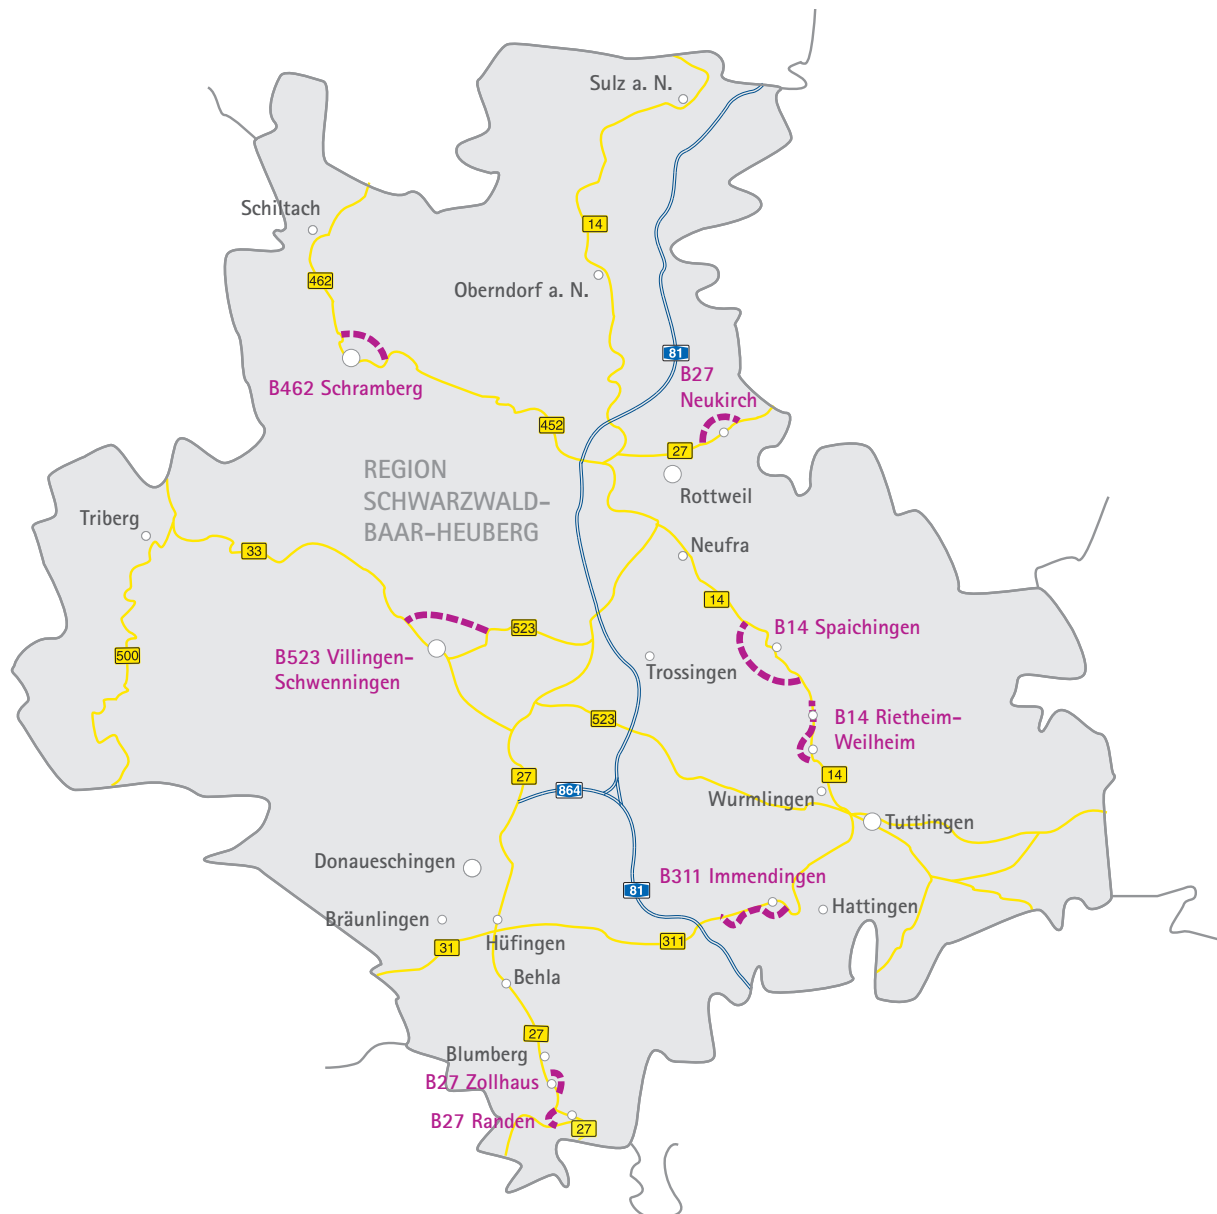 Sulz a. N.
Schiltach
14
462
Oberndorf a. N.
81
B27
Neukirch
B462 Schramberg
452
27
REGION
SCHWARZWALD-
BAAR-HEUBERG
Rottweil
Triberg
33
Neufra
14
523
B14 Spaichingen
500
B523 Villingen-
Schwenningen
Trossingen
523
B14 Rietheim-
Weilheim
27
864
14
Wurmlingen
Tuttlingen
Donaueschingen
B311 Immendingen
81
Hattingen
Bräunlingen
31
Hüfingen
311
Behla
27
Blumberg
B27 Zollhaus
B27 Randen
27